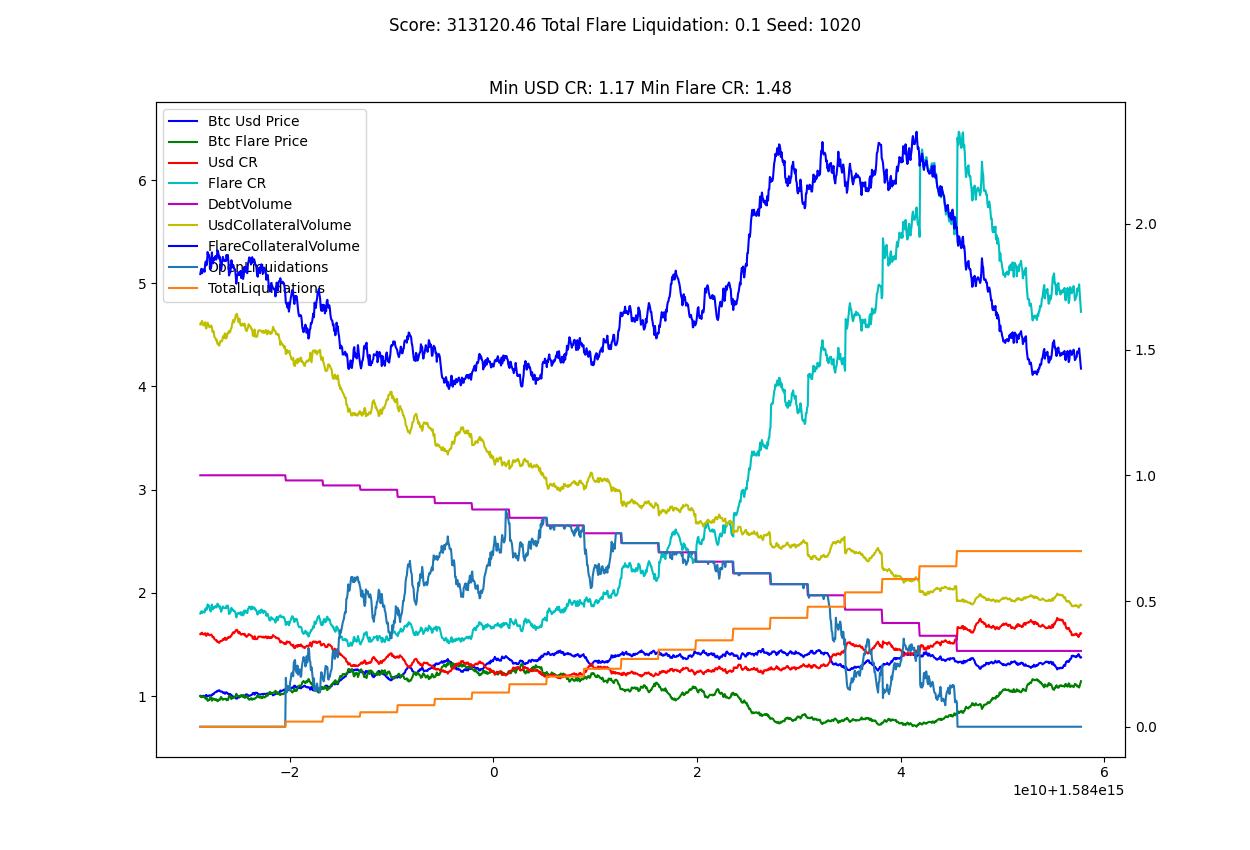 Score: 313120.46 Total Flare Liquidation: 0.1 Seed: 1020
Min USD CR: 1.17 Min Flare CR: 1.48
Btc Usd Price
Btc Flare Price
Usd CR
Flare CR
DebtVolume
UsdCollateralVolume
FlareCollateralVolume
OpenLiquidations
TotalLiquidations
6
5
4
3
2
1
2.0
1.5
1.0
0.5
0.0
−2
0
2
4
6
1e10+1.584e15